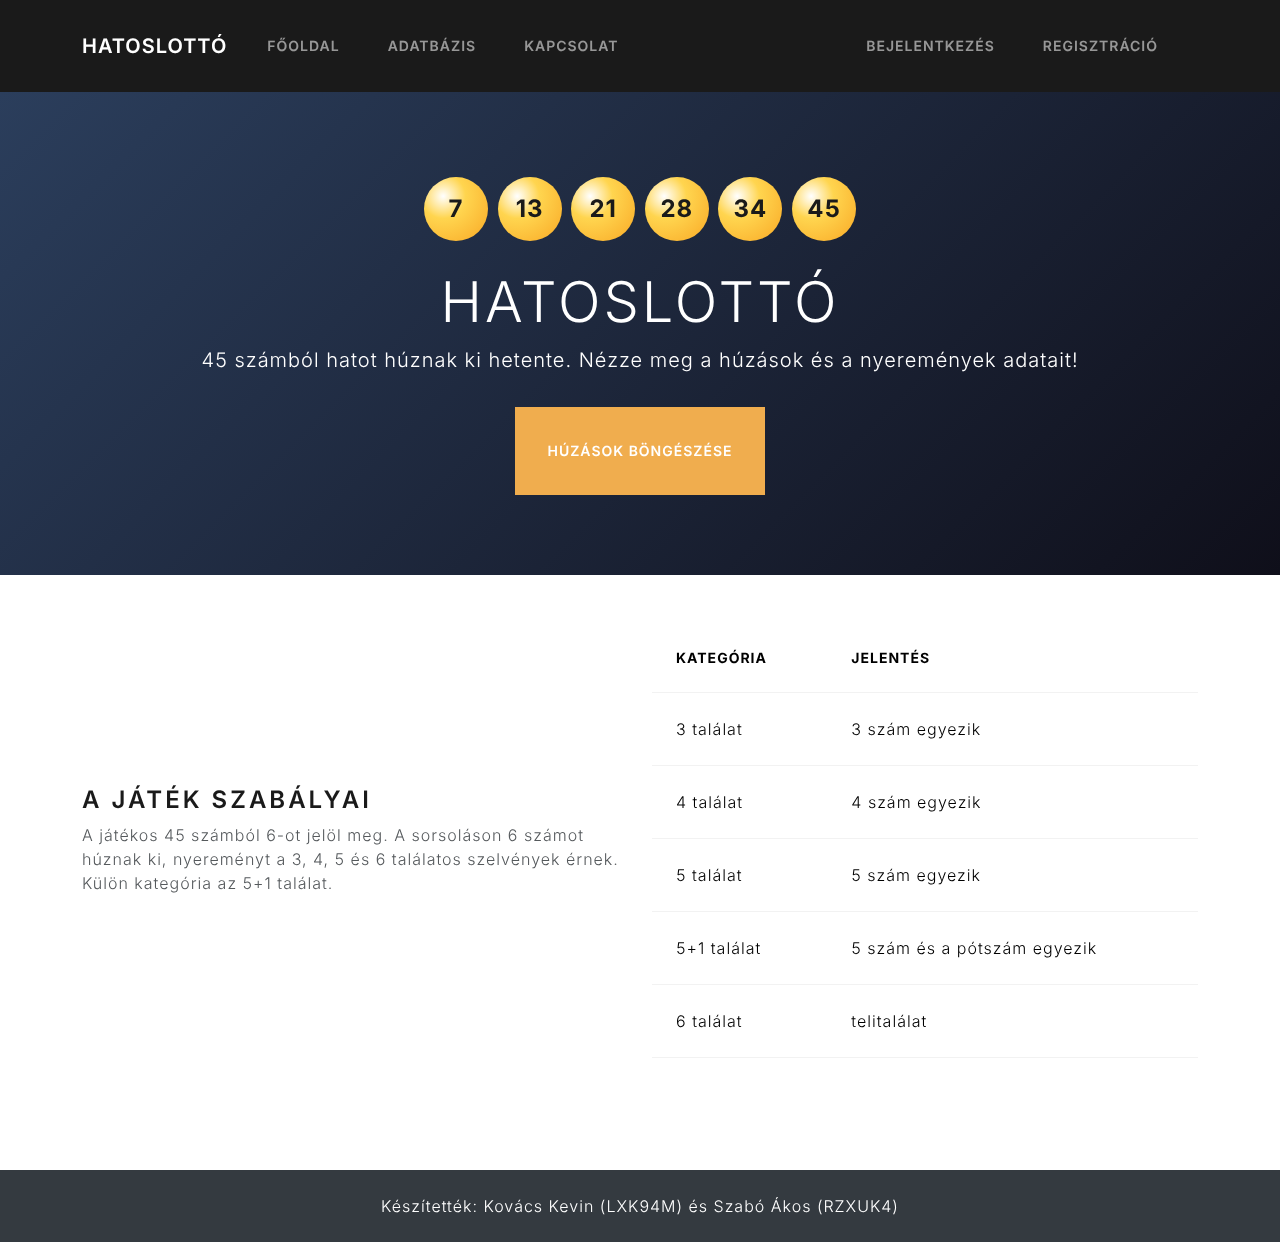 HATOSLOTTÓ FŐOLDAL ADATBÁZIS KAPCSOLAT BEJELENTKEZÉS REGISZTRÁCIÓ
7 13 21 28 34 45
HATOSLOTTÓ
45 számból hatot húznak ki hetente. Nézze meg a húzások és a nyeremények adatait!
HÚZÁSOK BÖNGÉSZÉSE
A JÁTÉK SZABÁLYAI
A játékos 45 számból 6-ot jelöl meg. A sorsoláson 6 számot
húznak ki, nyereményt a 3, 4, 5 és 6 találatos szelvények érnek.
Külön kategória az 5+1 találat.
KATEGÓRIA JELENTÉS
3 találat 3 szám egyezik
4 találat 4 szám egyezik
5 találat 5 szám egyezik
5+1 találat 5 szám és a pótszám egyezik
6 találat telitalálat
Készítették: Kovács Kevin (LXK94M) és Szabó Ákos (RZXUK4)